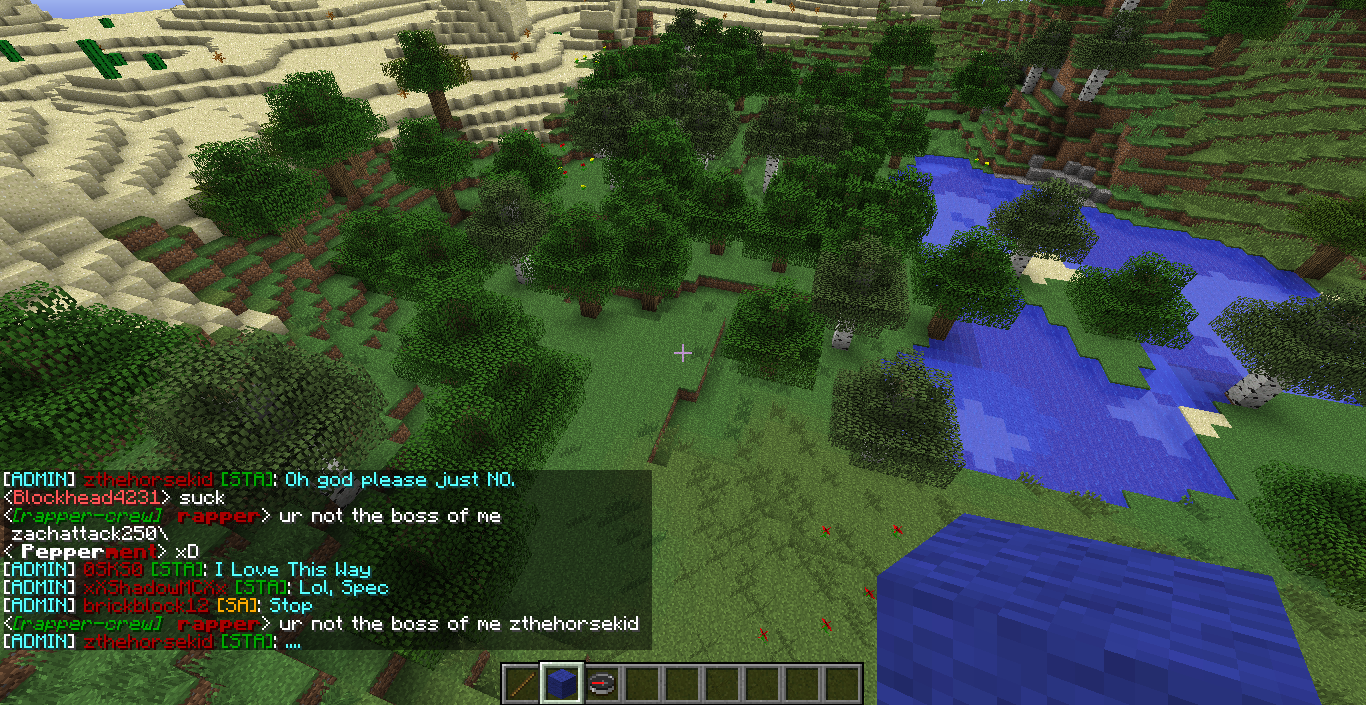 [ADMIN] zthehorsekid [STA]: Oh god please just NO.
<Blockhead4231> suck
<[rapper-crew] rapper> ur not the boss of me
zachattack250\
< Pepperment> xD
[ADMIN] 0SKS0 [STA]: I Love This Way
[ADMIN] xXShadowMCXx [STA]: Lol, Spec
[ADMIN] brickblock12 [SA]: Stop
<[rapper-crew] rapper> ur not the boss of me zthehorsekid
[ADMIN] zthehorsekid [STA]: ....